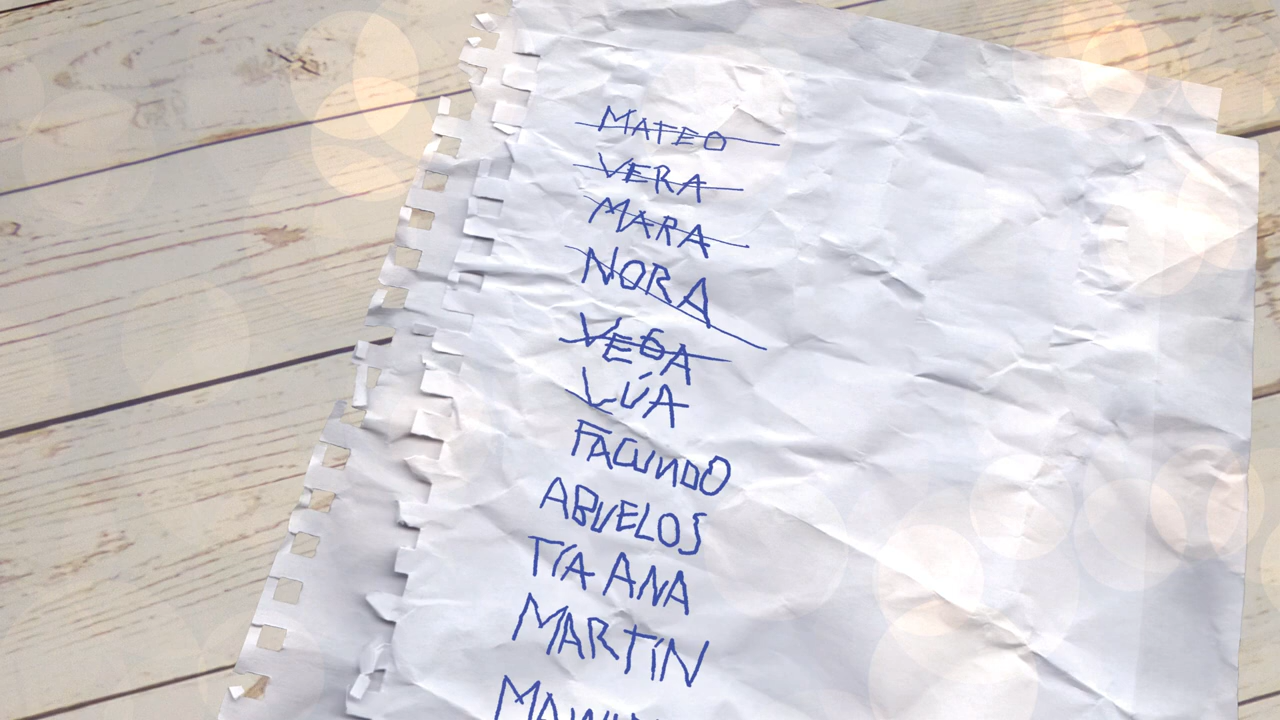 MATEO
VERA
MARA
NORA
VEGA
LÚA
FACUNDO
ABUELOS
TÍA ANA
MARTÍN